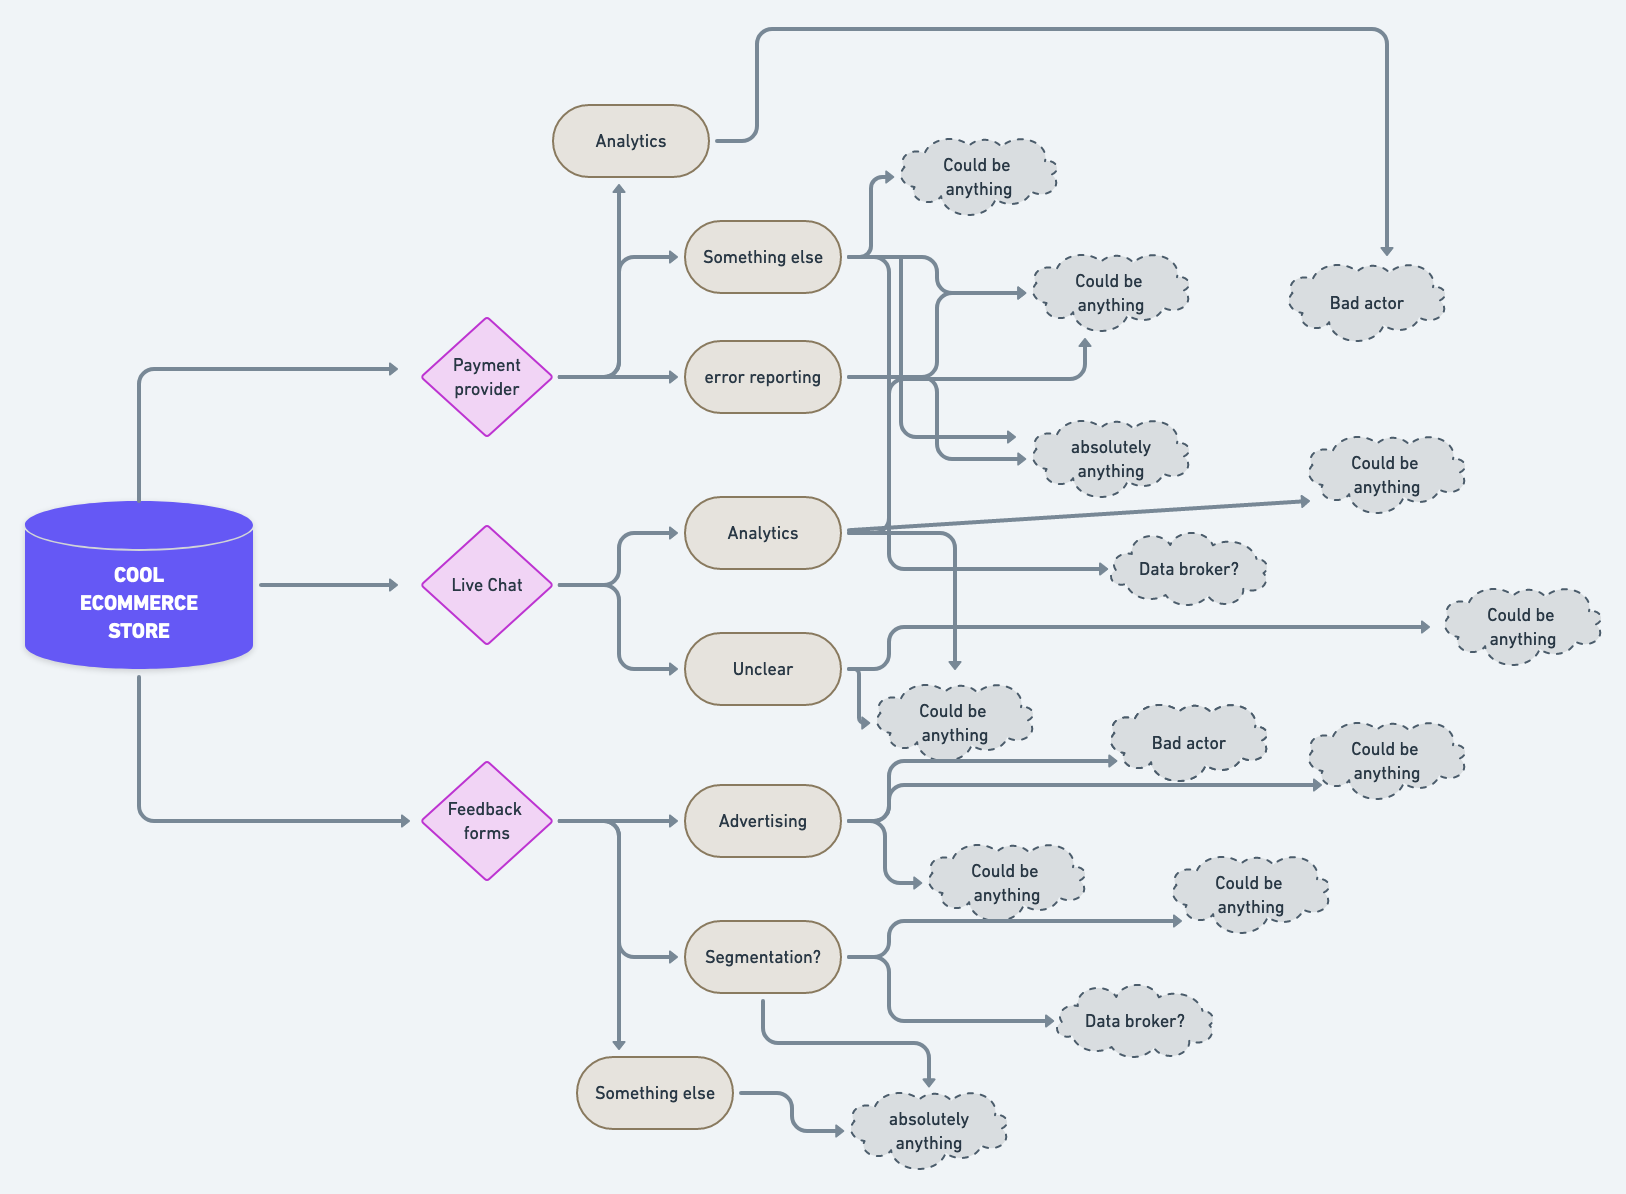 Analytics
Could be
anything
Something else
Could be
anything
Bad actor
Payment
provider
error reporting
absolutely
anything
Could be
anything
Analytics
Data broker?
COOL
ECOMMERCE
STORE
Live Chat
Could be
anything
Unclear
Could be
anything
Bad actor
Could be
anything
Feedback
forms
Advertising
Could be
anything
Could be
anything
Segmentation?
Data broker?
Something else
absolutely
anything